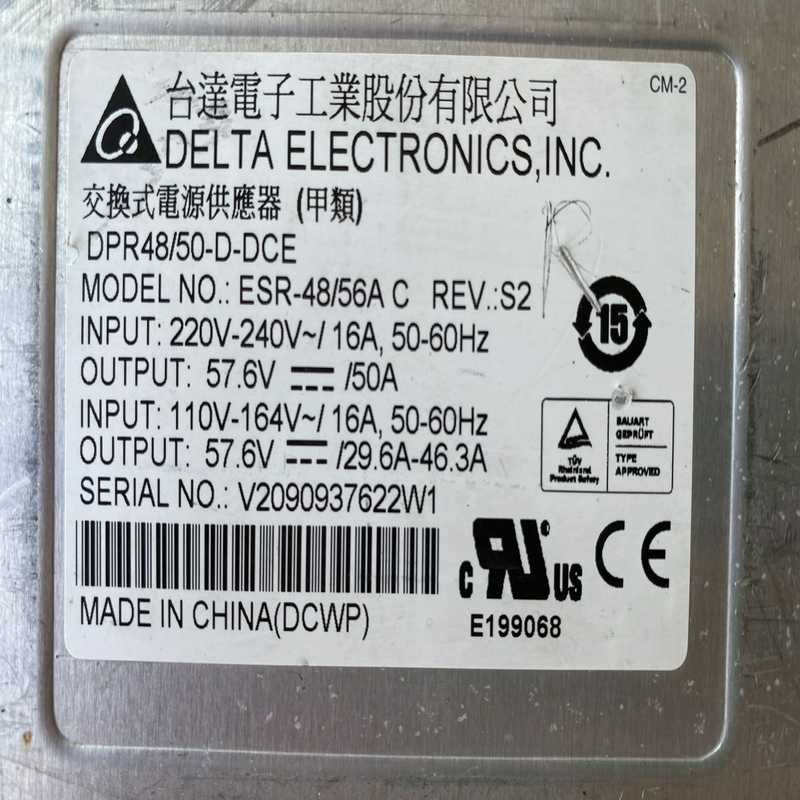 CM-2
台達電子工業股份有限公司
DELTA ELECTRONICS,INC.
交換式電源供應器 (甲類)
DPR48/50-D-DCE
MODEL NO.: ESR-48/56A C REV.:S2
INPUT: 220V-240V~/ 16A, 50-60Hz
OUTPUT: 57.6V ⎓ /50A
INPUT: 110V-164V~/ 16A, 50-60Hz
OUTPUT: 57.6V ⎓ /29.6A-46.3A
SERIAL NO.: V2090937622W1
MADE IN CHINA(DCWP)
15
TÜV
Rheinland
Product Safety
BAUART
GEPRÜFT
TYPE
APPROVED
c RU US
E199068
CE